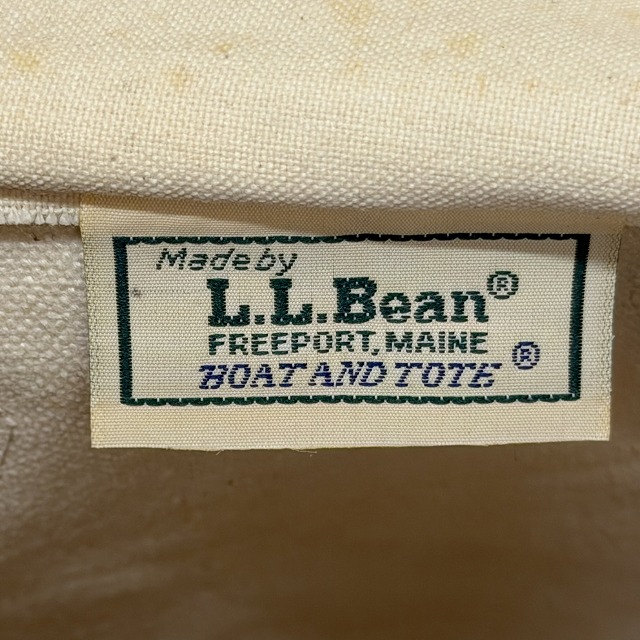 Made by
L.L.Bean®
FREEPORT, MAINE
BOAT AND TOTE ®